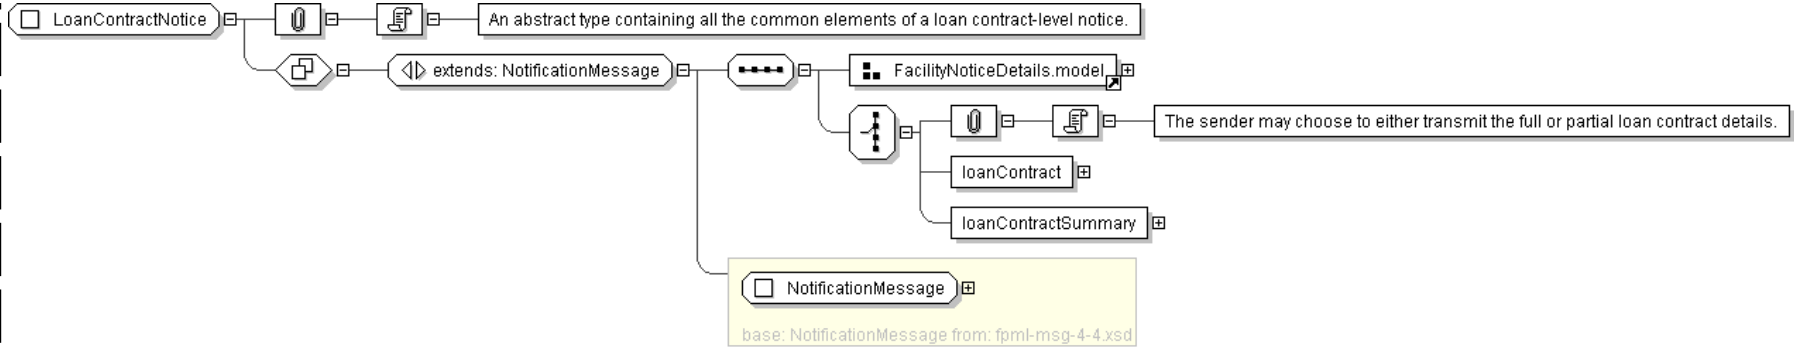 LoanContractNotice
An abstract type containing all the common elements of a loan contract-level notice.
extends: NotificationMessage
FacilityNoticeDetails.model
The sender may choose to either transmit the full or partial loan contract details.
loanContract
loanContractSummary
NotificationMessage
base: NotificationMessage from: fpml-msg-4-4.xsd